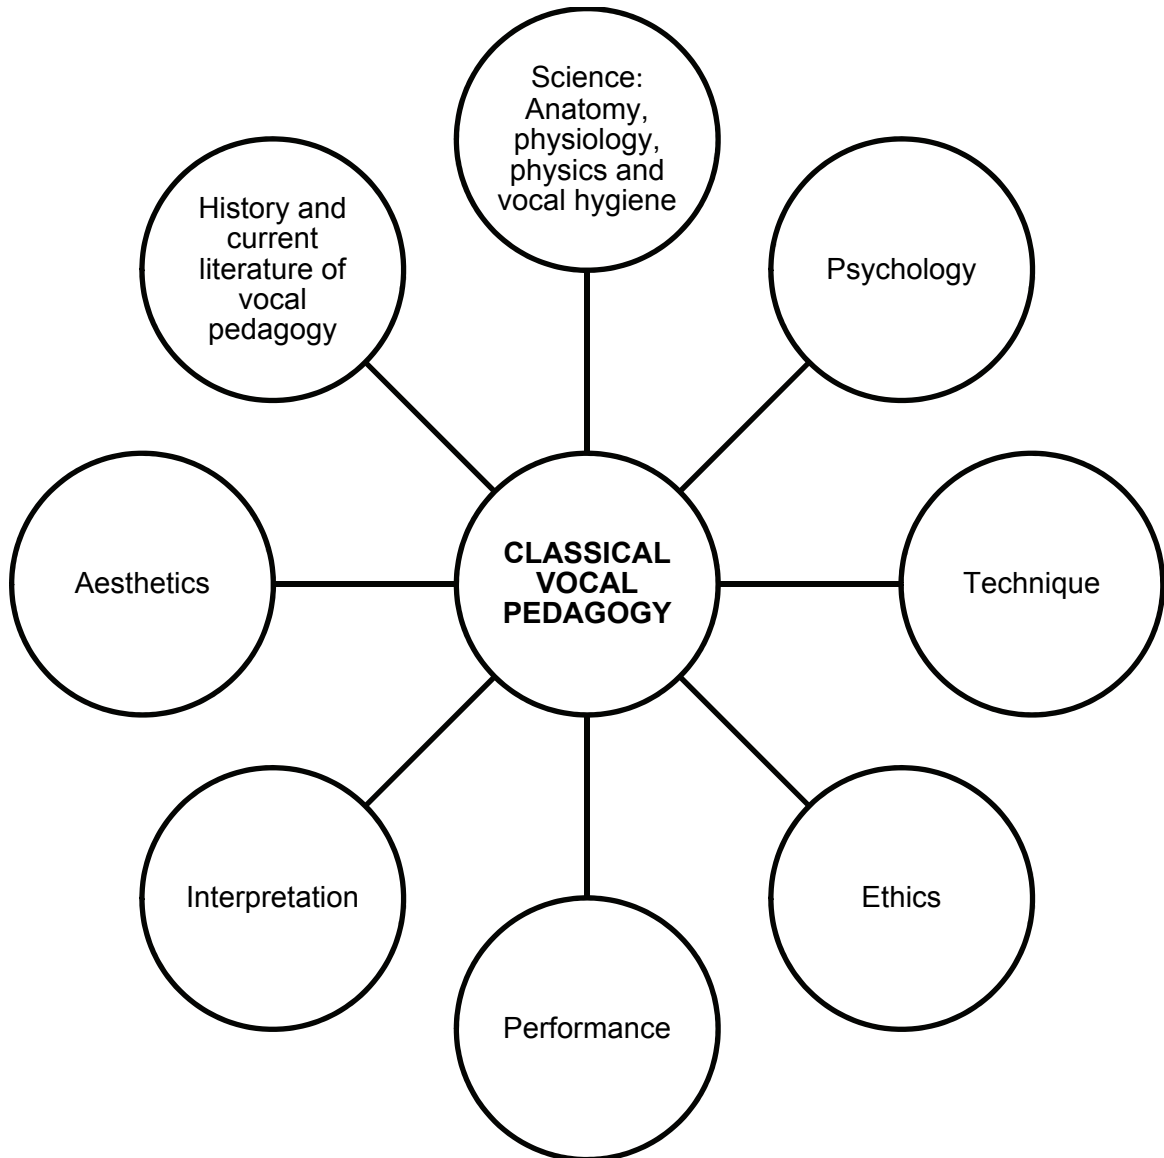 Science:
Anatomy,
physiology,
physics and
vocal hygiene
History and
current
literature of
vocal
pedagogy
Psychology
CLASSICAL
VOCAL
PEDAGOGY
Aesthetics
Technique
Interpretation
Ethics
Performance